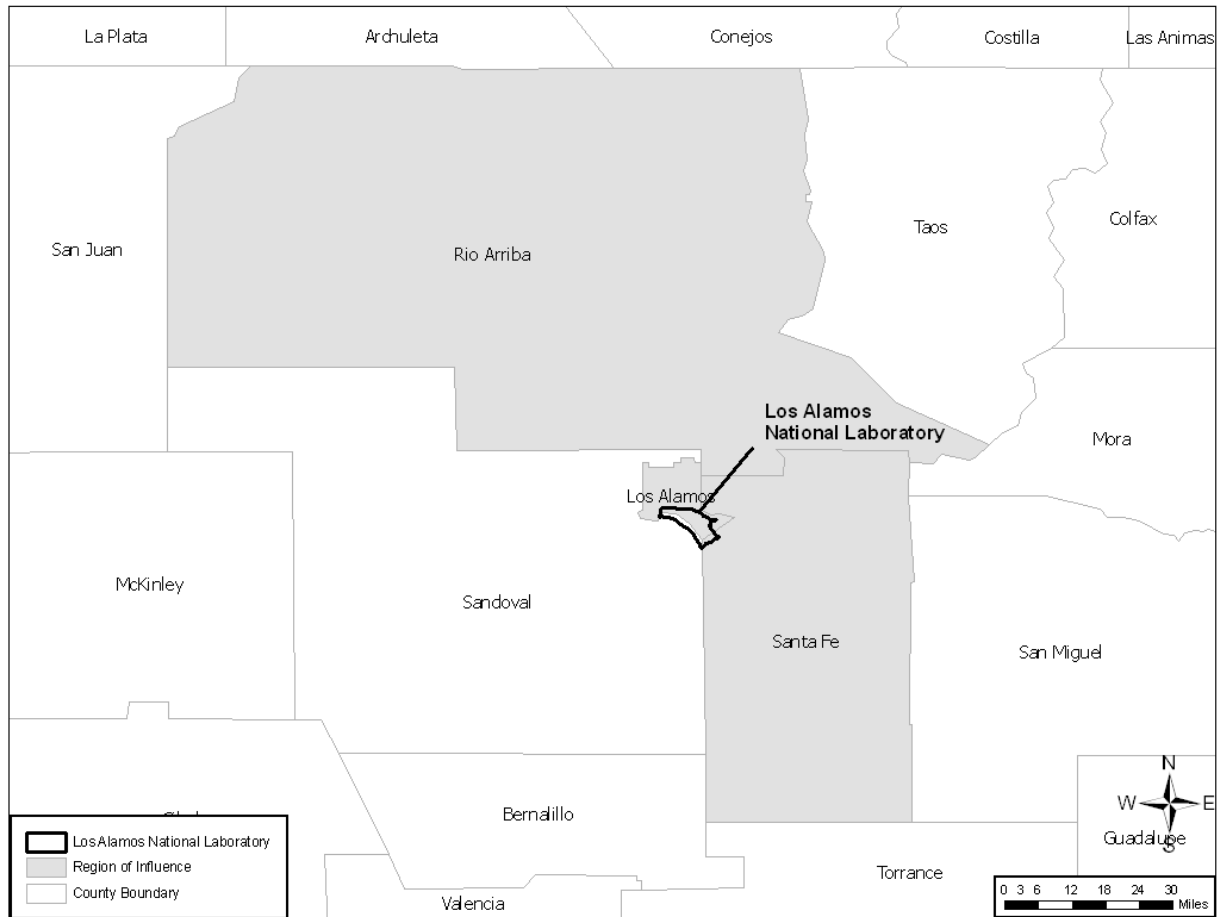 La Plata
Archuleta
Conejos
Costilla
Las Animas
San Juan
Rio Arriba
Taos
Colfax
Los Alamos
National Laboratory
Mora
Los Alamos
McKinley
Sandoval
Santa Fe
San Miguel
Bernalillo
Torrance
Guadalupe
Valencia
N
W
E
S
Los Alamos National Laboratory
Region of Influence
County Boundary
0 3 6 12 18 24 30
Miles